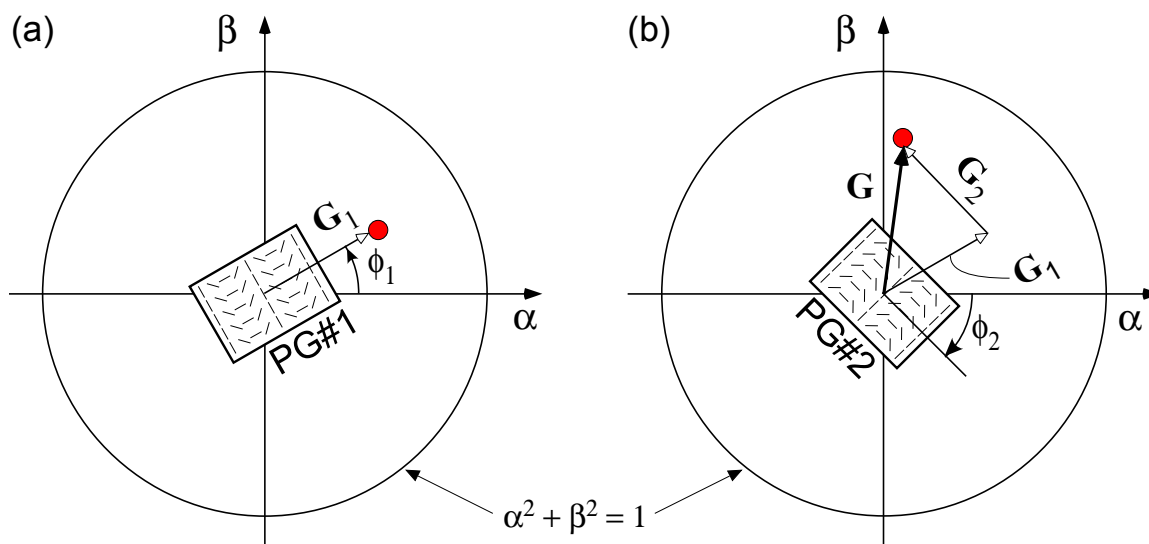 (a)
β
G₁
ϕ₁
α
PG#1
(b)
β
G
G₂
G₁
α
ϕ₂
PG#2
α² + β² = 1